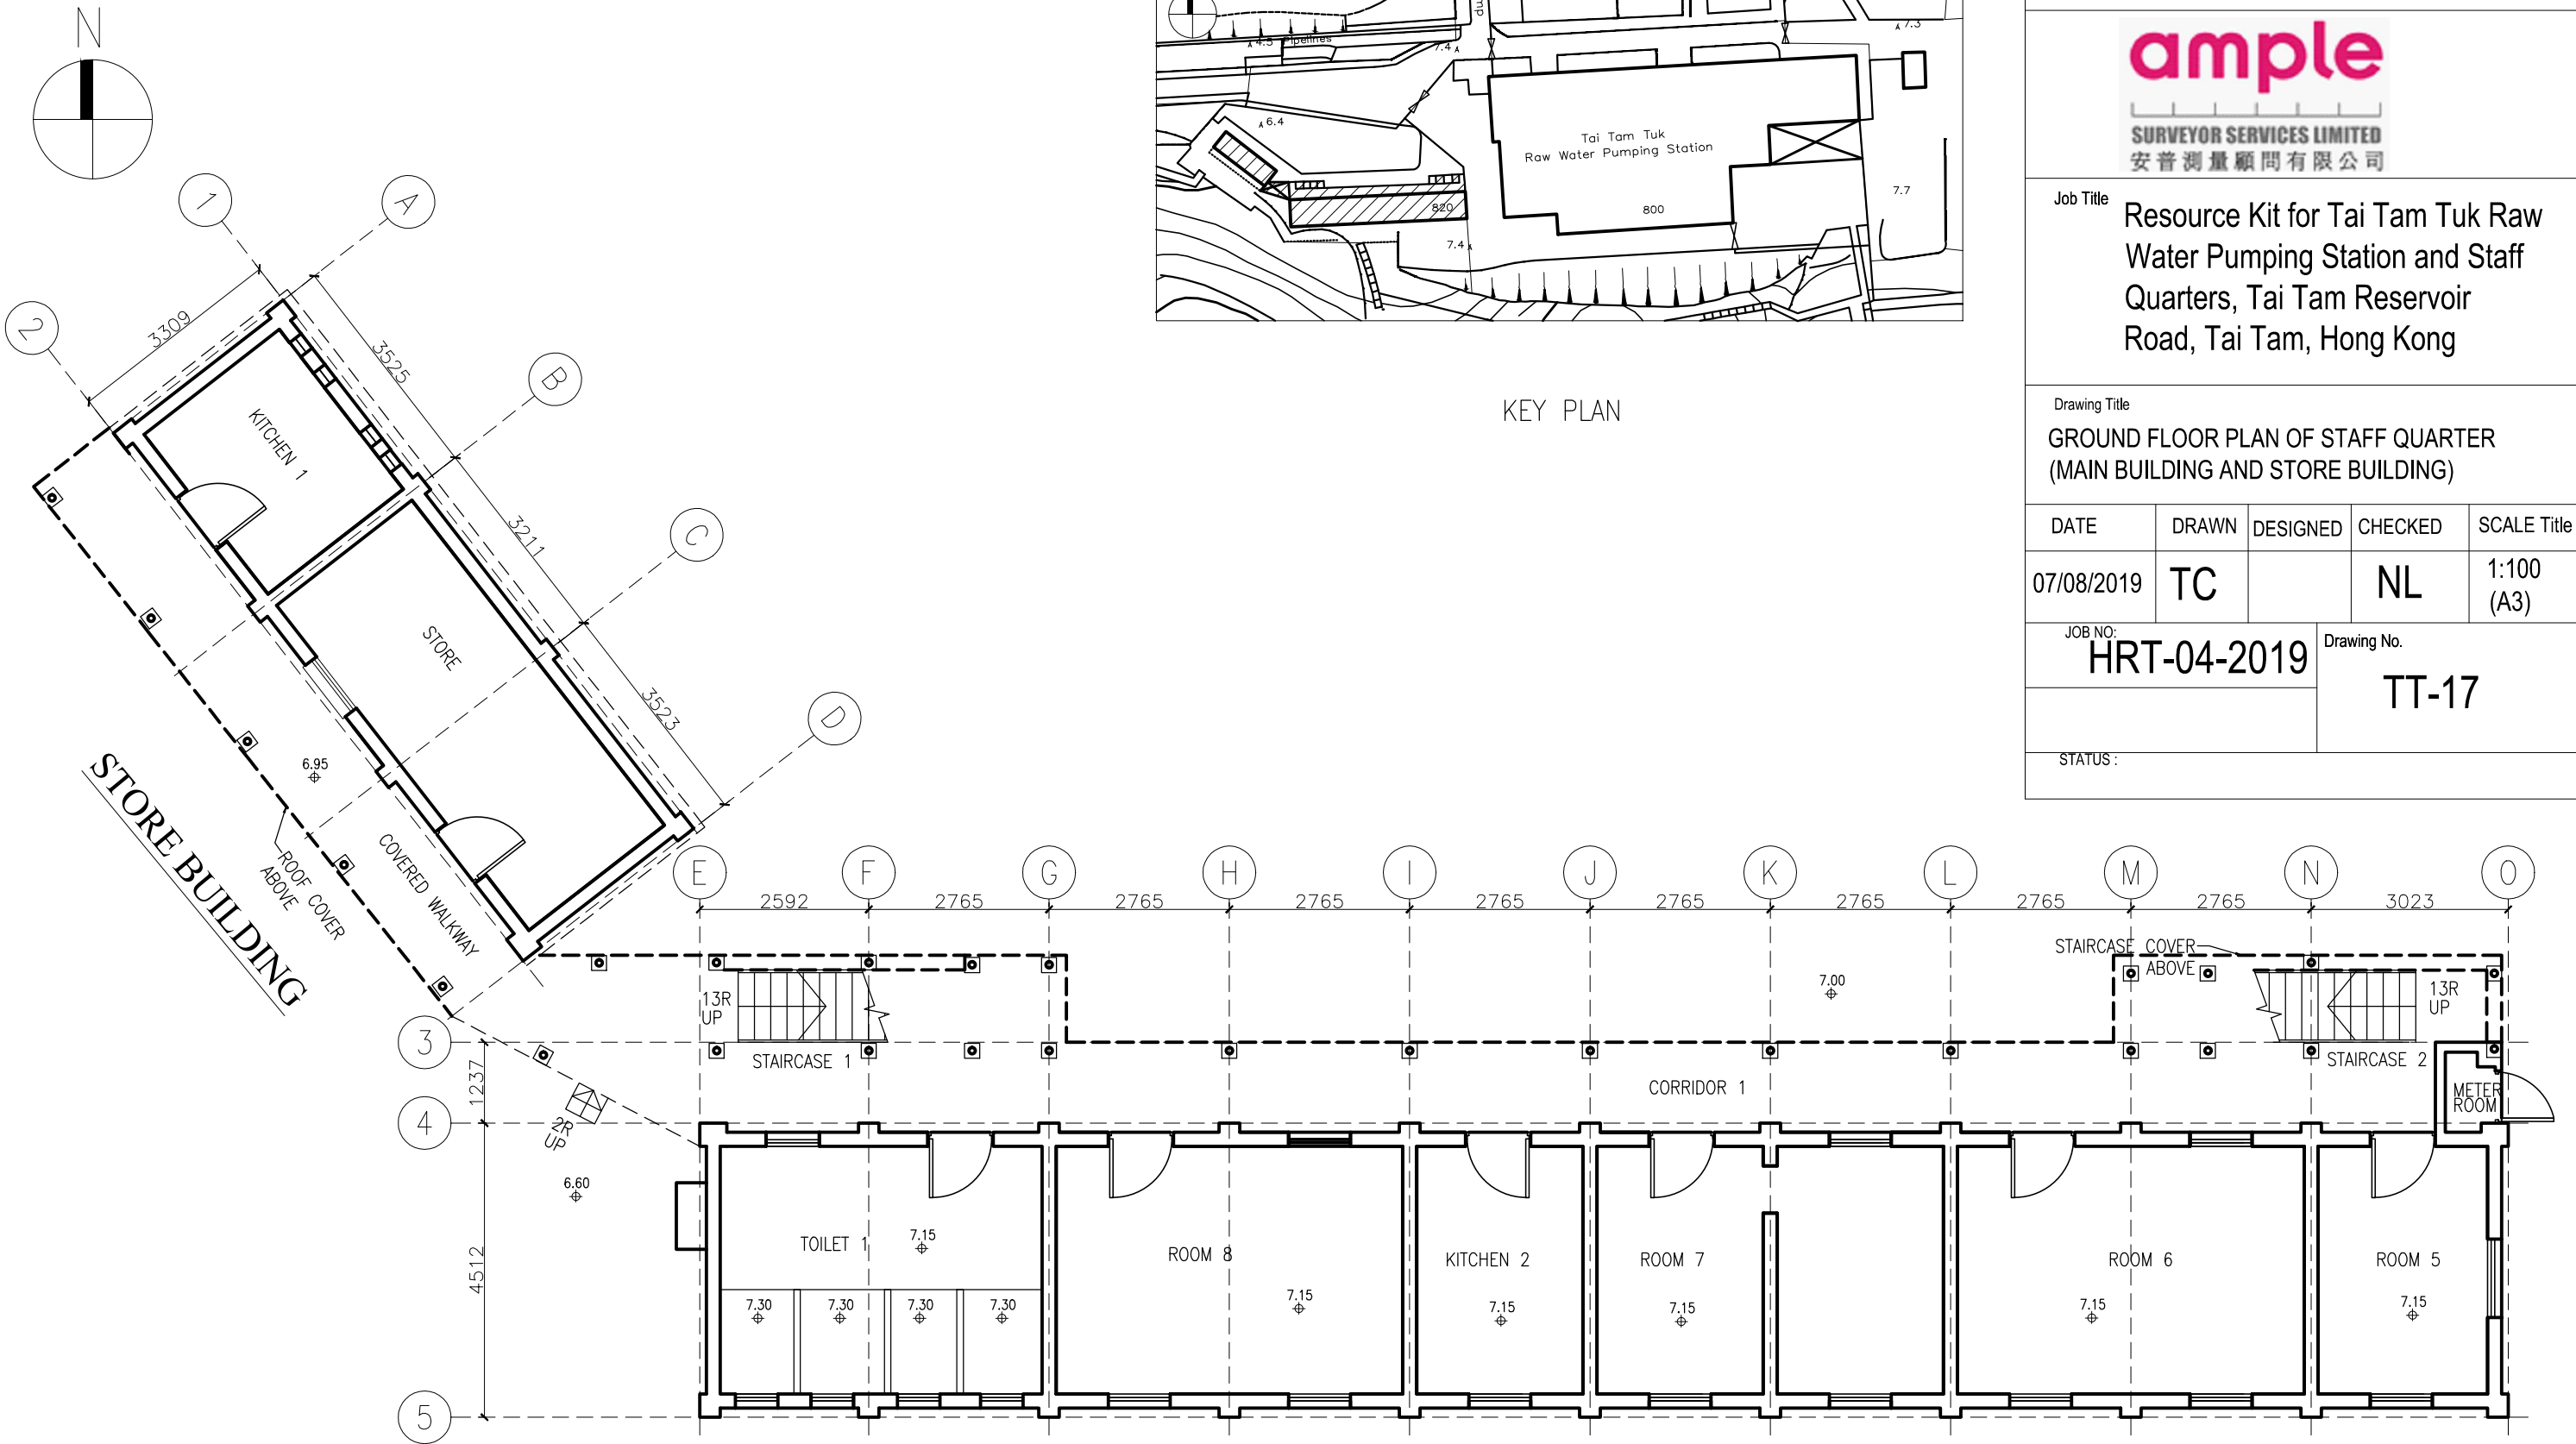 N
1
A
2
3309
3525
B
KITCHEN 1
3211
C
STORE
3523
D
6.95
STORE BUILDING
ROOF COVER
ABOVE
COVERED WALKWAY
4.5 Pipelines
7.4
7.3
6.4
Tai Tam Tuk
Raw Water Pumping Station
820
800
7.7
7.4
KEY PLAN
ample
SURVEYOR SERVICES LIMITED
安普測量顧問有限公司
Job Title
Resource Kit for Tai Tam Tuk Raw
Water Pumping Station and Staff
Quarters, Tai Tam Reservoir
Road, Tai Tam, Hong Kong
Drawing Title
GROUND FLOOR PLAN OF STAFF QUARTER
(MAIN BUILDING AND STORE BUILDING)
DATE DRAWN DESIGNED CHECKED SCALE Title
07/08/2019 TC NL 1:100
(A3)
JOB NO:
HRT-04-2019
Drawing No.
TT-17
STATUS :
E F G H I J K L M N O
2592 2765 2765 2765 2765 2765 2765 2765 2765 3023
STAIRCASE COVER
ABOVE
7.00
13R
UP
13R
UP
3
STAIRCASE 1
STAIRCASE 2
1237
CORRIDOR 1
METER
ROOM
4
2R
UP
6.60
4512
TOILET 1
7.15
ROOM 8
KITCHEN 2
ROOM 7
ROOM 6
ROOM 5
7.30 7.30 7.30 7.30
7.15 7.15 7.15 7.15 7.15
5